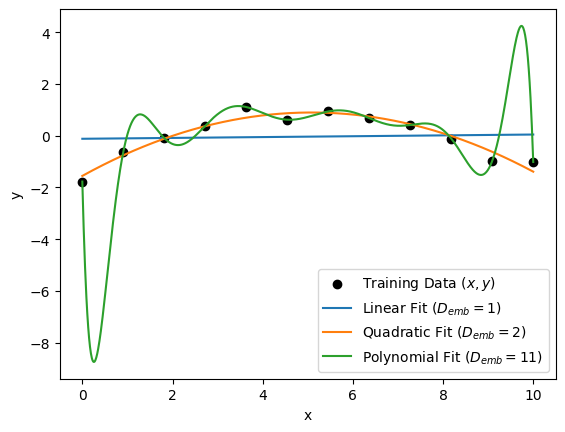 4
2
0
−2
−4
−6
−8
y
0
2
4
6
8
10
x
Training Data (x, y)
Linear Fit (D_emb = 1)
Quadratic Fit (D_emb = 2)
Polynomial Fit (D_emb = 11)